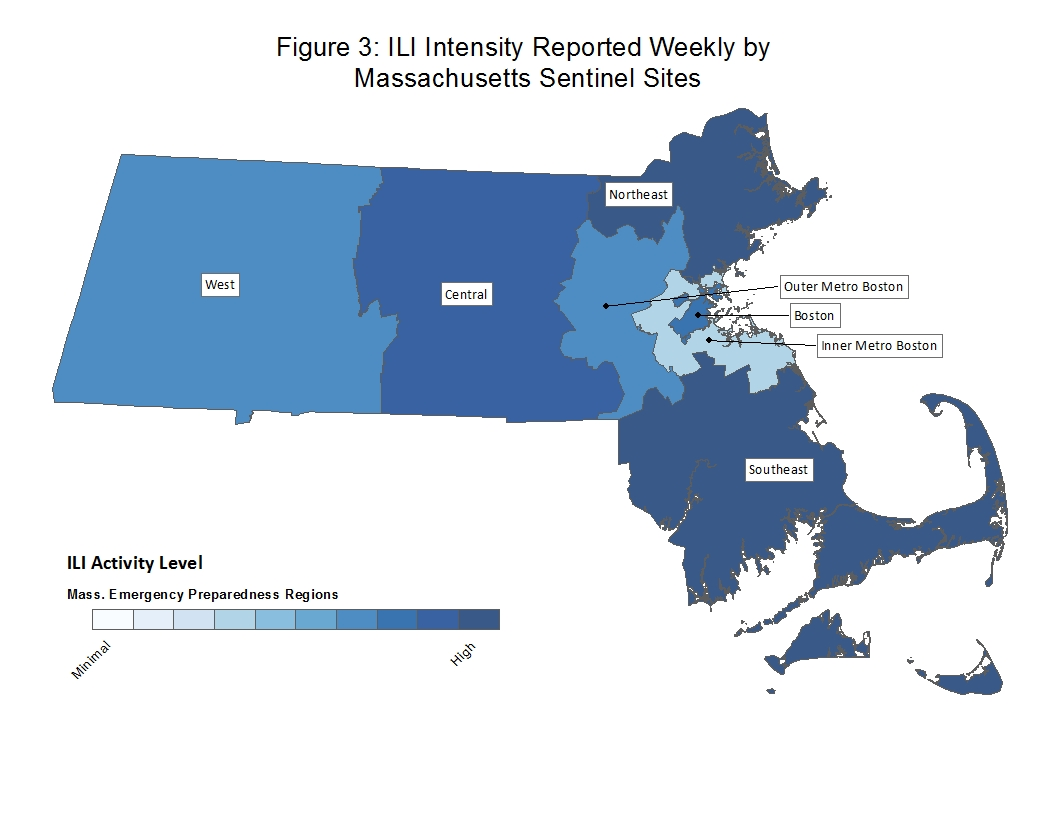 Figure 3: ILI Intensity Reported Weekly by
Massachusetts Sentinel Sites
Northeast
West
Central
Outer Metro Boston
Boston
Inner Metro Boston
Southeast
ILI Activity Level
Mass. Emergency Preparedness Regions
Minimal
High